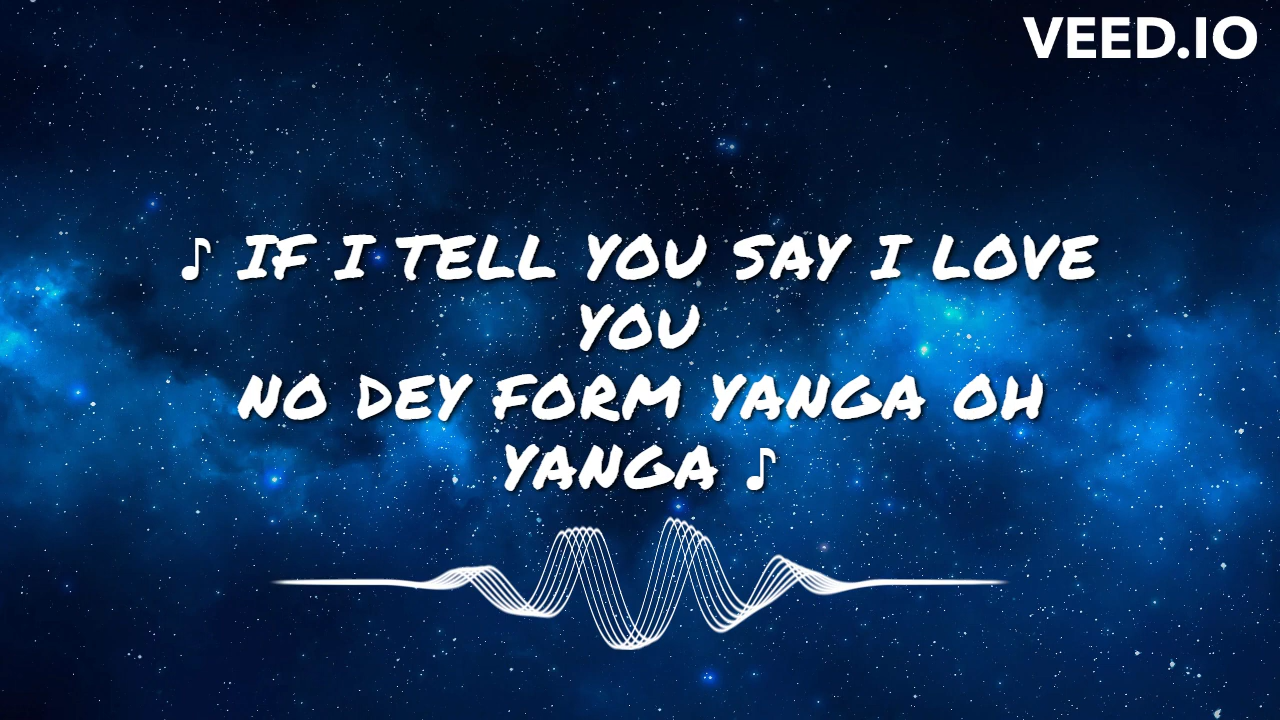 VEED.IO
♪ IF I TELL YOU SAY I LOVE
YOU
NO DEY FORM YANGA OH
YANGA ♪